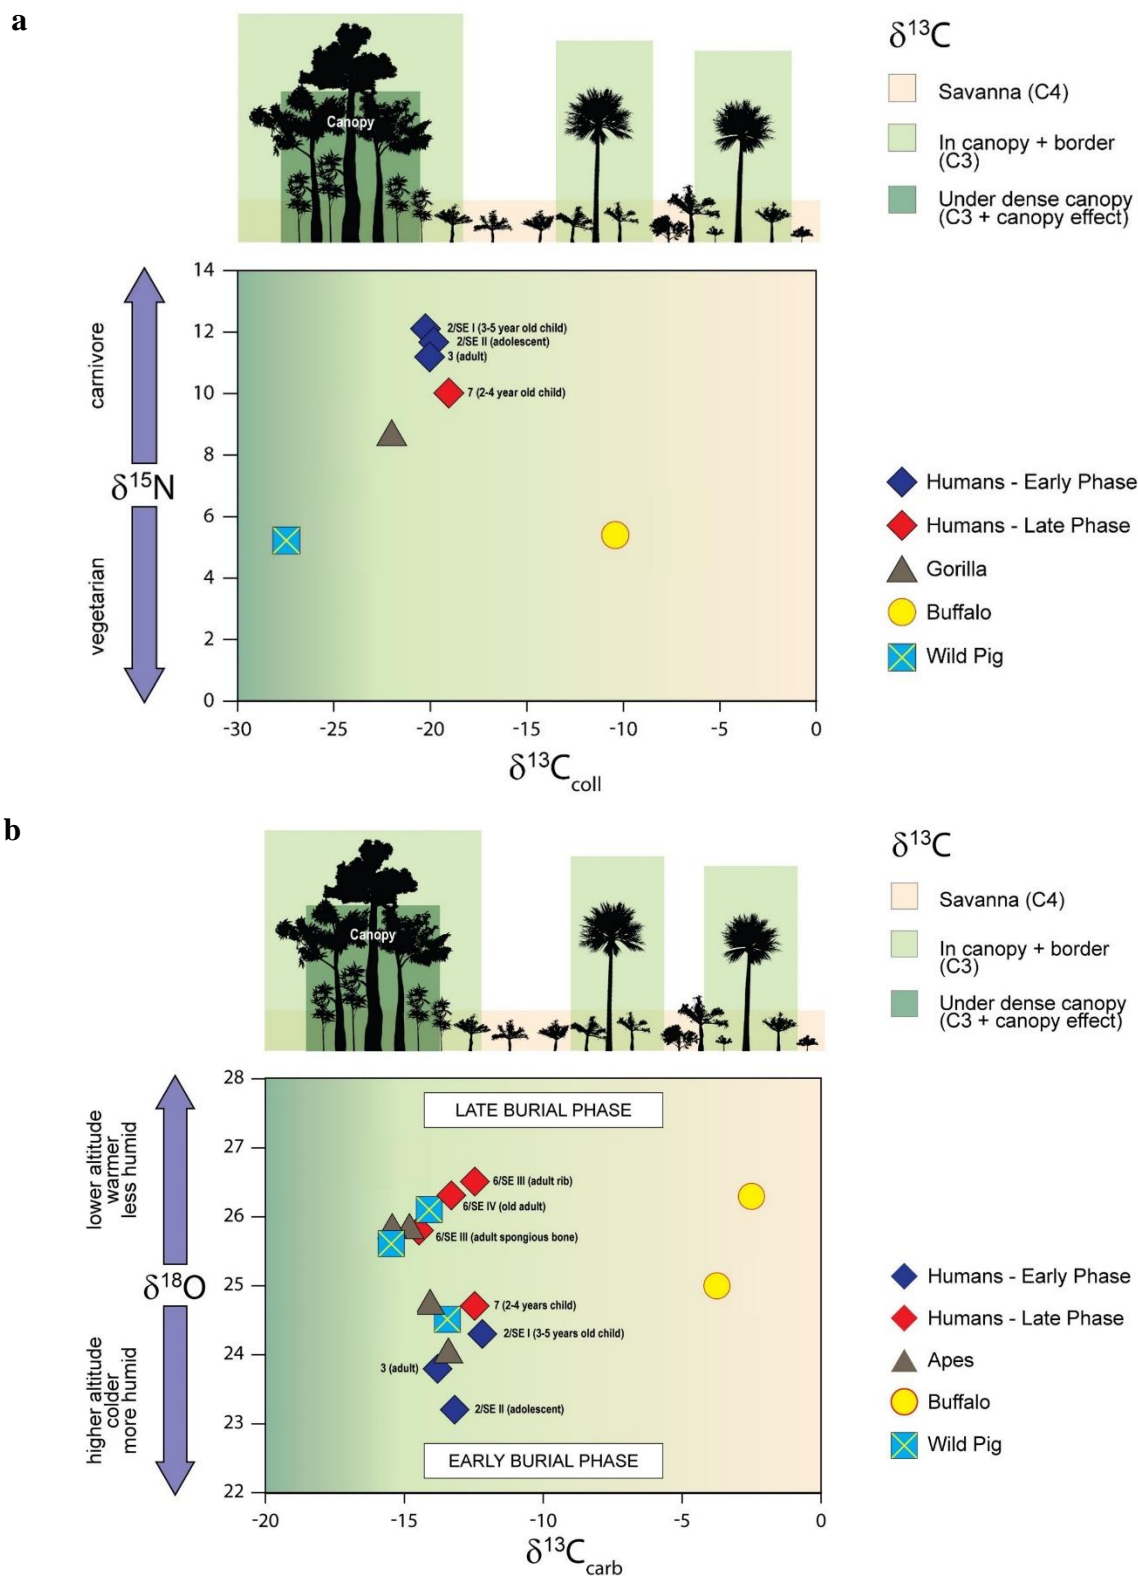 a
δ¹³C
Savanna (C4)
In canopy + border
(C3)
Under dense canopy
(C3 + canopy effect)
Canopy
carnivore
δ¹⁵N
vegetarian
14
12
10
8
6
4
2
0
2/SE I (3-5 year old child)
2/SE II (adolescent)
3 (adult)
7 (2-4 year old child)
-30 -25 -20 -15 -10 -5 0
δ¹³C coll
Humans - Early Phase
Humans - Late Phase
Gorilla
Buffalo
Wild Pig
b
δ¹³C
Savanna (C4)
In canopy + border
(C3)
Under dense canopy
(C3 + canopy effect)
Canopy
lower altitude
warmer
less humid
δ¹⁸O
higher altitude
colder
more humid
28
27
26
25
24
23
22
LATE BURIAL PHASE
6/SE III (adult rib)
6/SE IV (old adult)
6/SE III (adult spongious bone)
7 (2-4 years child)
2/SE I (3-5 years old child)
3 (adult)
2/SE II (adolescent)
EARLY BURIAL PHASE
-20 -15 -10 -5 0
δ¹³C carb
Humans - Early Phase
Humans - Late Phase
Apes
Buffalo
Wild Pig